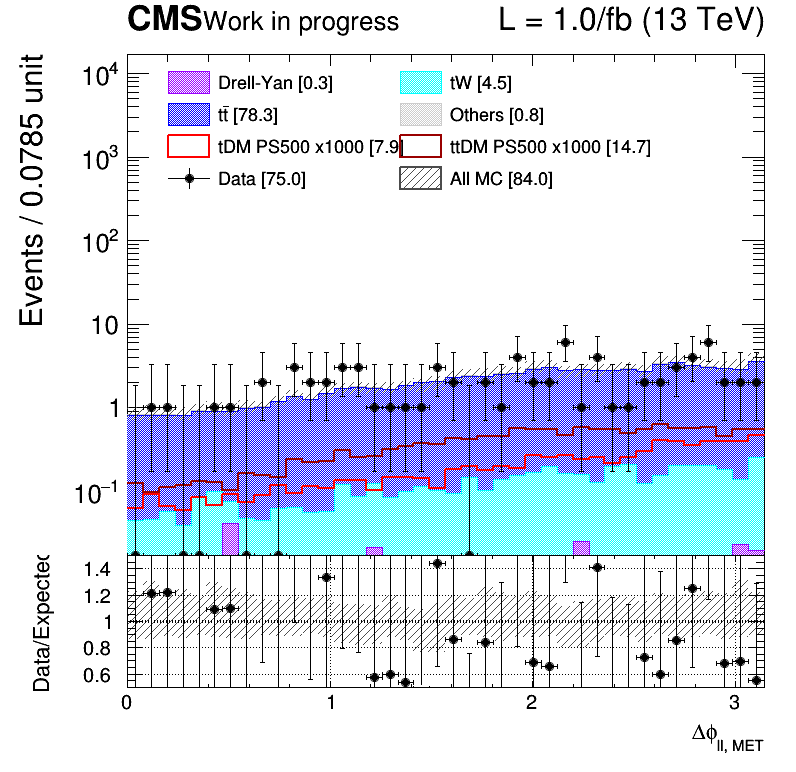 CMS Work in progress L = 1.0/fb (13 TeV)
Events / 0.0785 unit
Drell-Yan [0.3] tW [4.5]
tt̄ [78.3] Others [0.8]
tDM PS500 x1000 [7.9 ttDM PS500 x1000 [14.7]
Data [75.0] All MC [84.0]
10⁴
10³
10²
10
1
10⁻¹
Data/Expected
1.4
1.2
1
0.8
0.6
0 1 2 3
Δϕll, MET